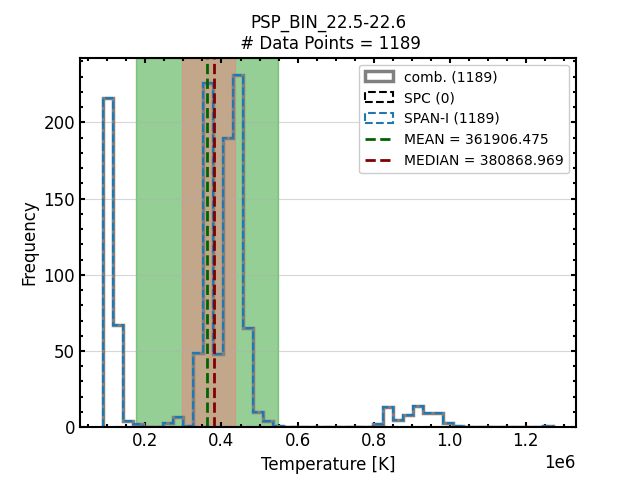 PSP_BIN_22.5-22.6
# Data Points = 1189
comb. (1189)
SPC (0)
SPAN-I (1189)
MEAN = 361906.475
MEDIAN = 380868.969
Frequency
200
150
100
50
0
0.2 0.4 0.6 0.8 1.0 1.2
Temperature [K]
1e6